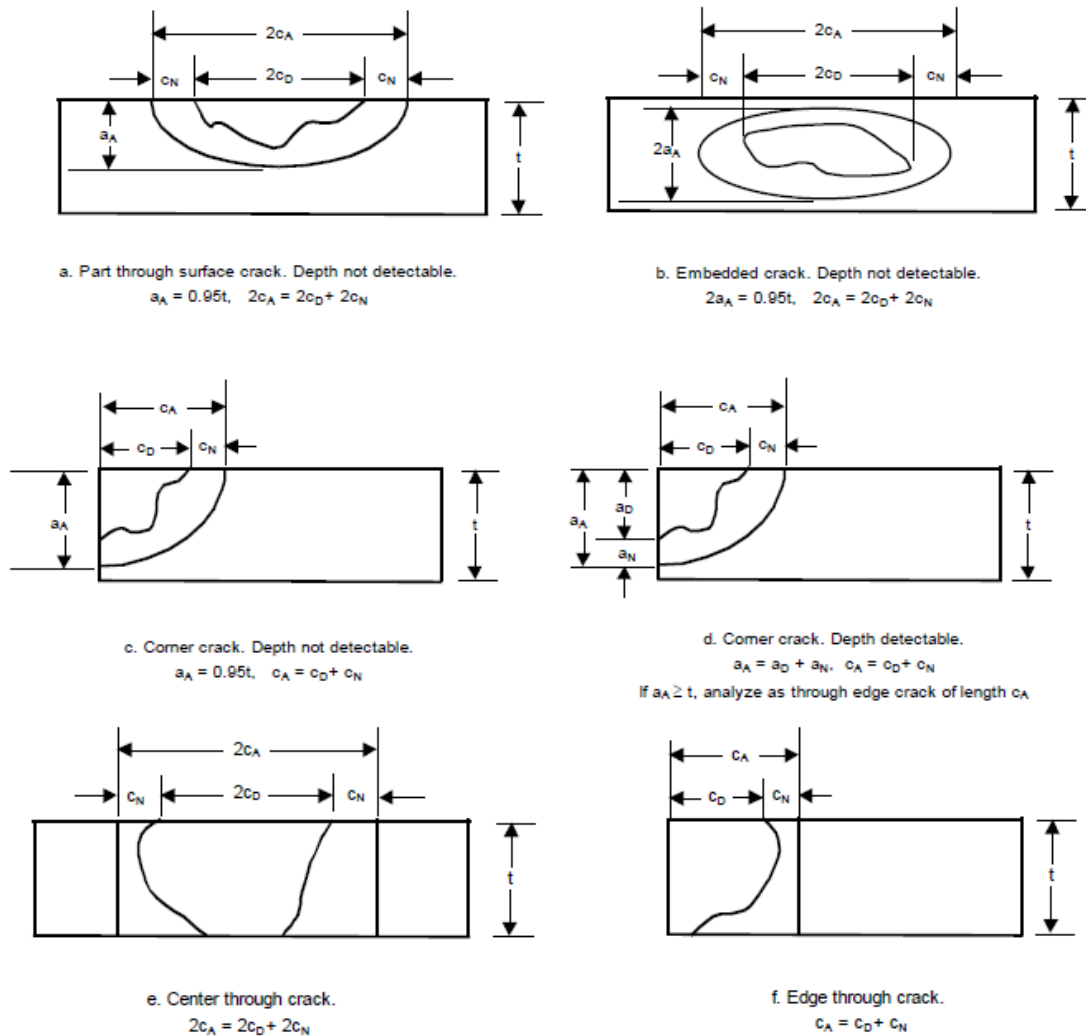 2cA
cN 2cD cN
aA
t
a. Part through surface crack. Depth not detectable.
aA = 0.95t, 2cA = 2cD+ 2cN
2cA
cN 2cD cN
2aA
t
b. Embedded crack. Depth not detectable.
2aA = 0.95t, 2cA = 2cD+ 2cN
cA
cD cN
aA
t
c. Corner crack. Depth not detectable.
aA = 0.95t, cA = cD+ cN
cA
cD cN
aD
aA
aN
t
d. Corner crack. Depth detectable.
aA = aD + aN, cA = cD+ cN
If aA ≥ t, analyze as through edge crack of length cA
2cA
cN 2cD cN
t
e. Center through crack.
2cA = 2cD+ 2cN
cA
cD cN
t
f. Edge through crack.
cA = cD+ cN